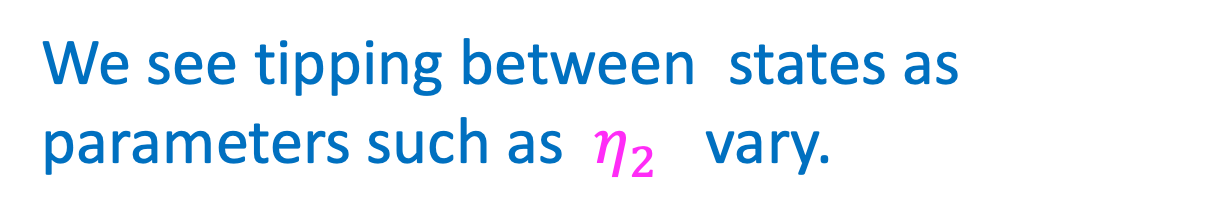 We see tipping between  states as
parameters such as  η₂   vary.